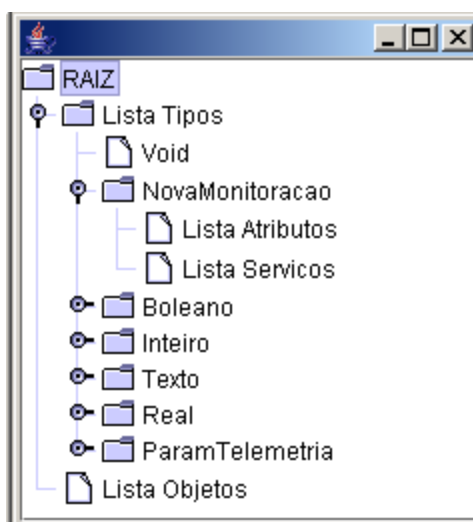 RAIZ
Lista Tipos
Void
NovaMonitoracao
Lista Atributos
Lista Servicos
Boleano
Inteiro
Texto
Real
ParamTelemetria
Lista Objetos